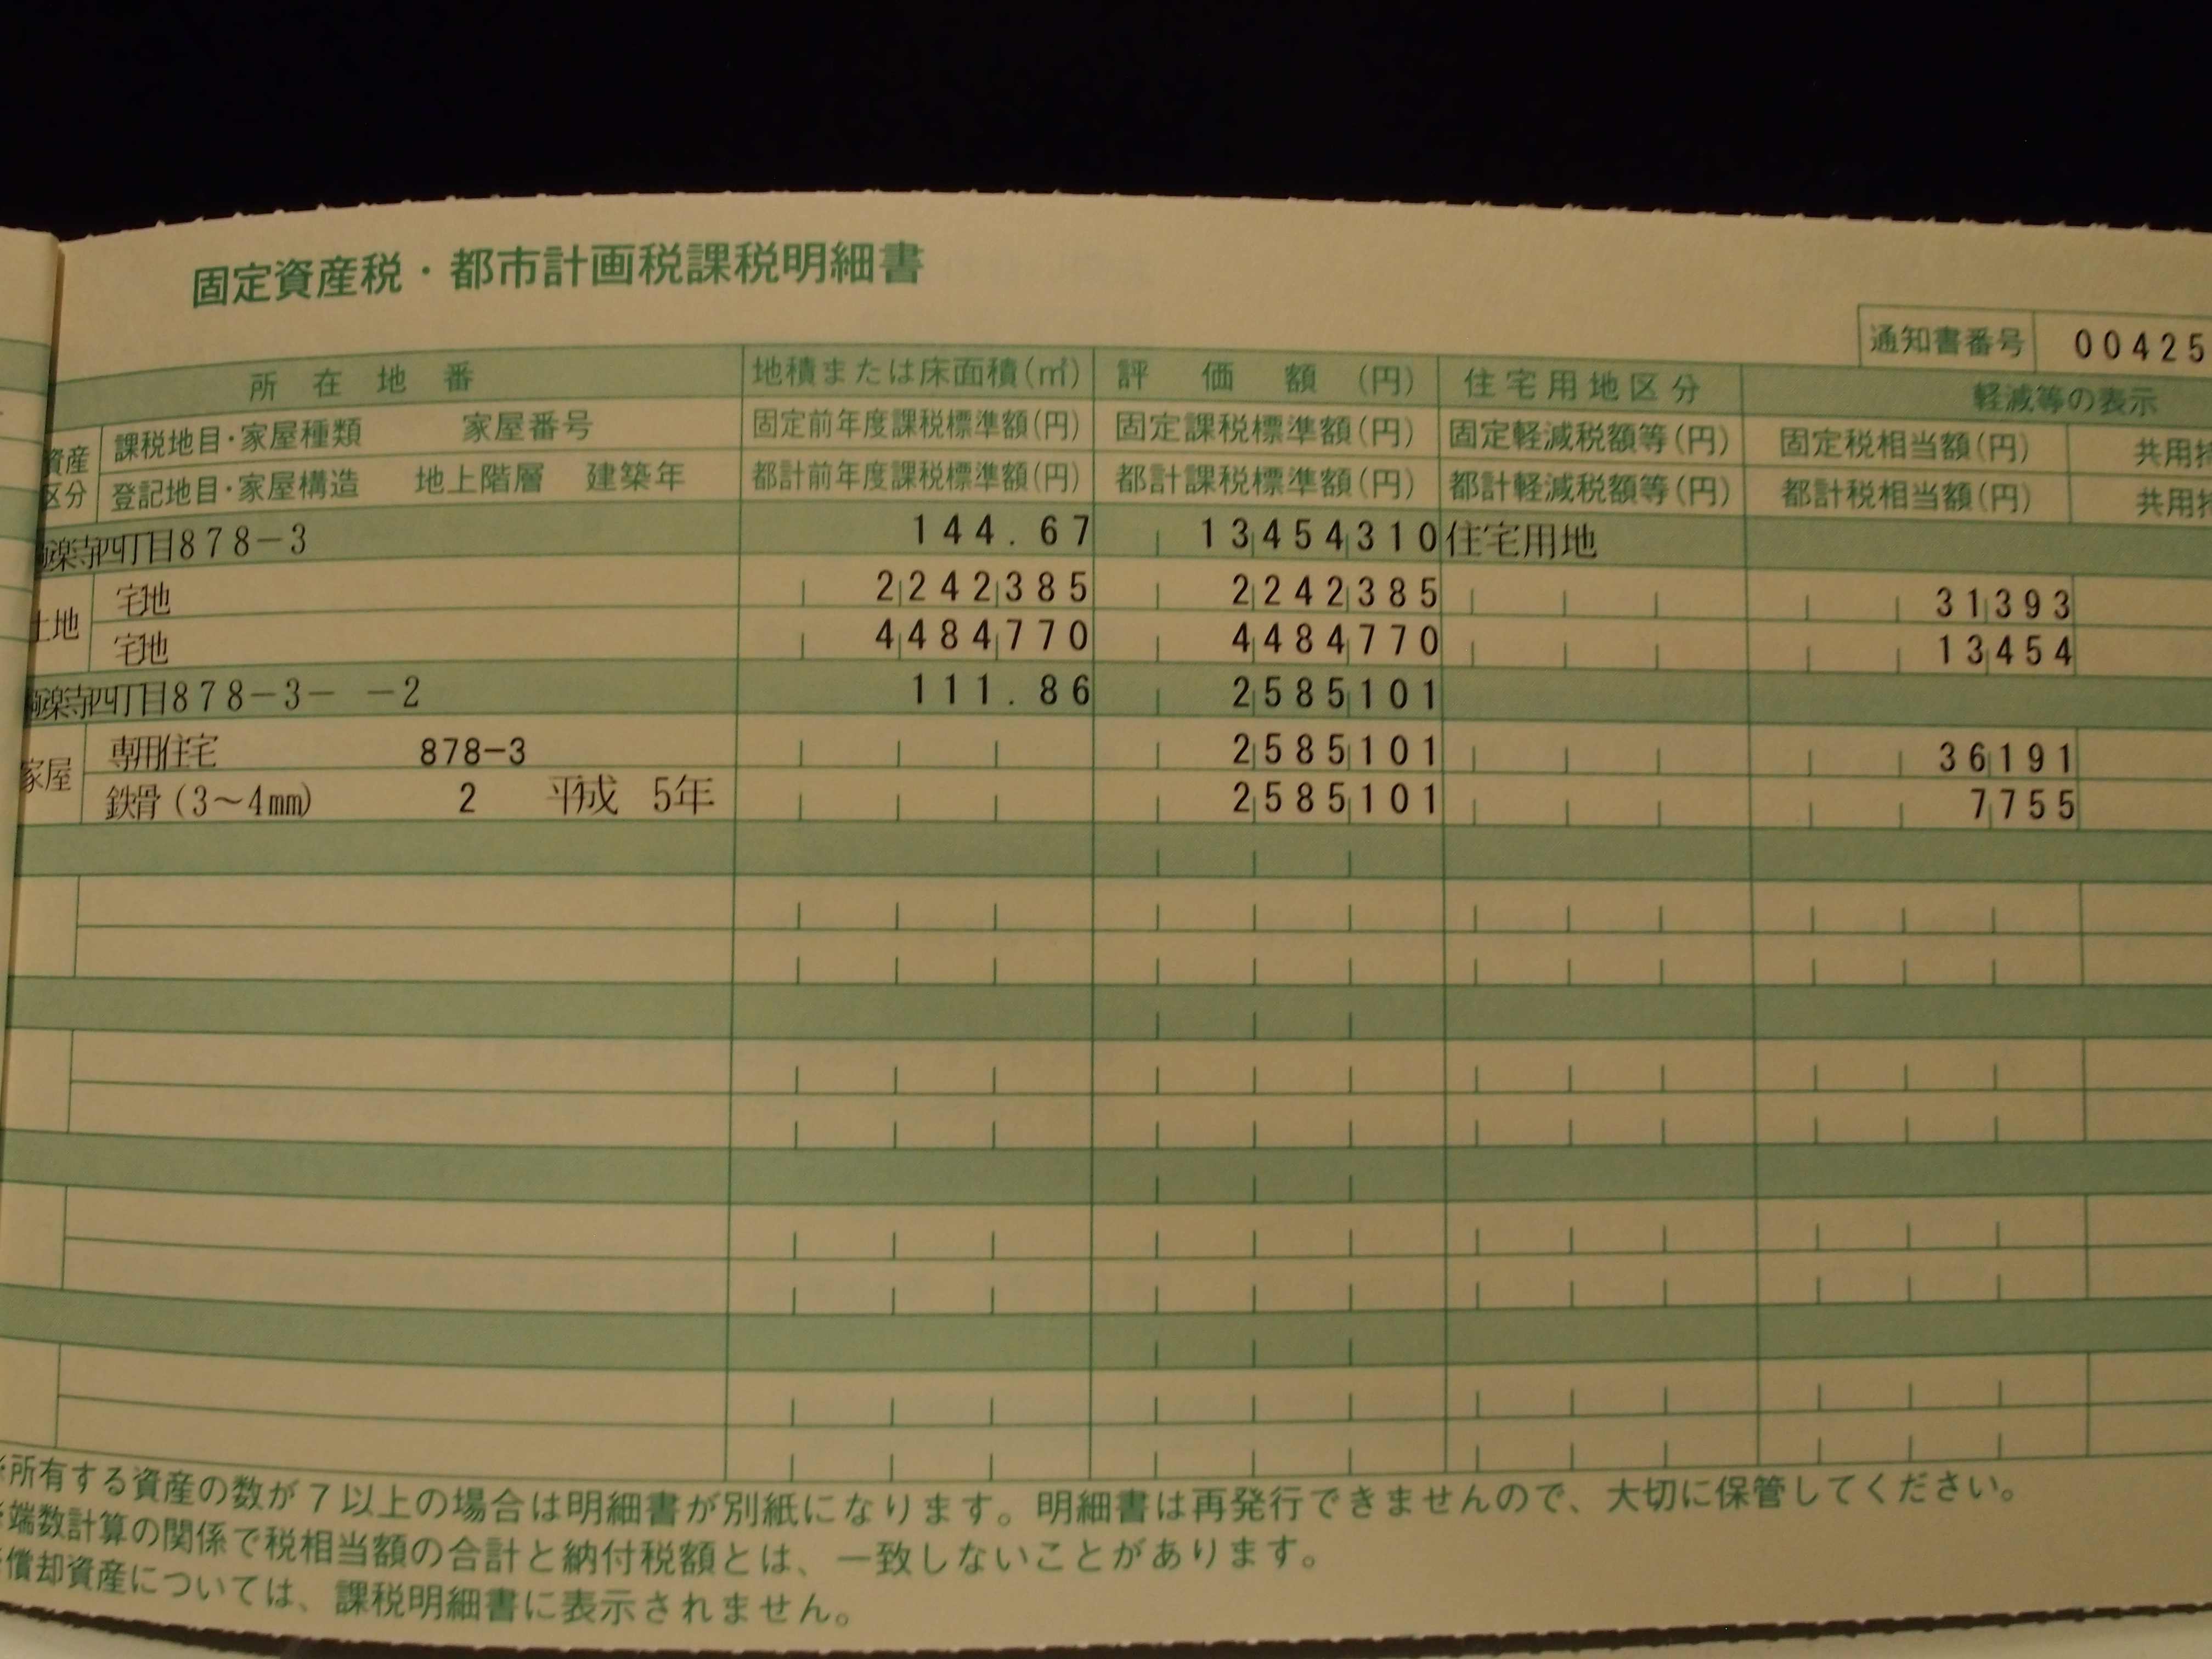 固定資産税・都市計画税課税明細書
通知書番号 00425
所在地番 地積または床面積(㎡) 評価額(円) 住宅用地区分 軽減等の表示
資産区分 課税地目・家屋種類 家屋番号 固定前年度課税標準額(円) 固定課税標準額(円) 固定軽減税額等(円) 固定税相当額(円) 共用
登記地目・家屋構造 地上階層 建築年 都計前年度課税標準額(円) 都計課税標準額(円) 都計軽減税額等(円) 都計税相当額(円) 共用
極楽寺四丁目878-3 144.67 13454310 住宅用地
土地 宅地 2242385 2242385 31393
宅地 4484770 4484770 13454
極楽寺四丁目878-3- -2 111.86 2585101
家屋 専用住宅 878-3 2585101 36191
鉄骨(3~4mm) 2 平成 5年 2585101 7755
※所有する資産の数が7以上の場合は明細書が別紙になります。明細書は再発行できませんので、大切に保管してください。
※端数計算の関係で税相当額の合計と納付税額とは、一致しないことがあります。
※償却資産については、課税明細書に表示されません。